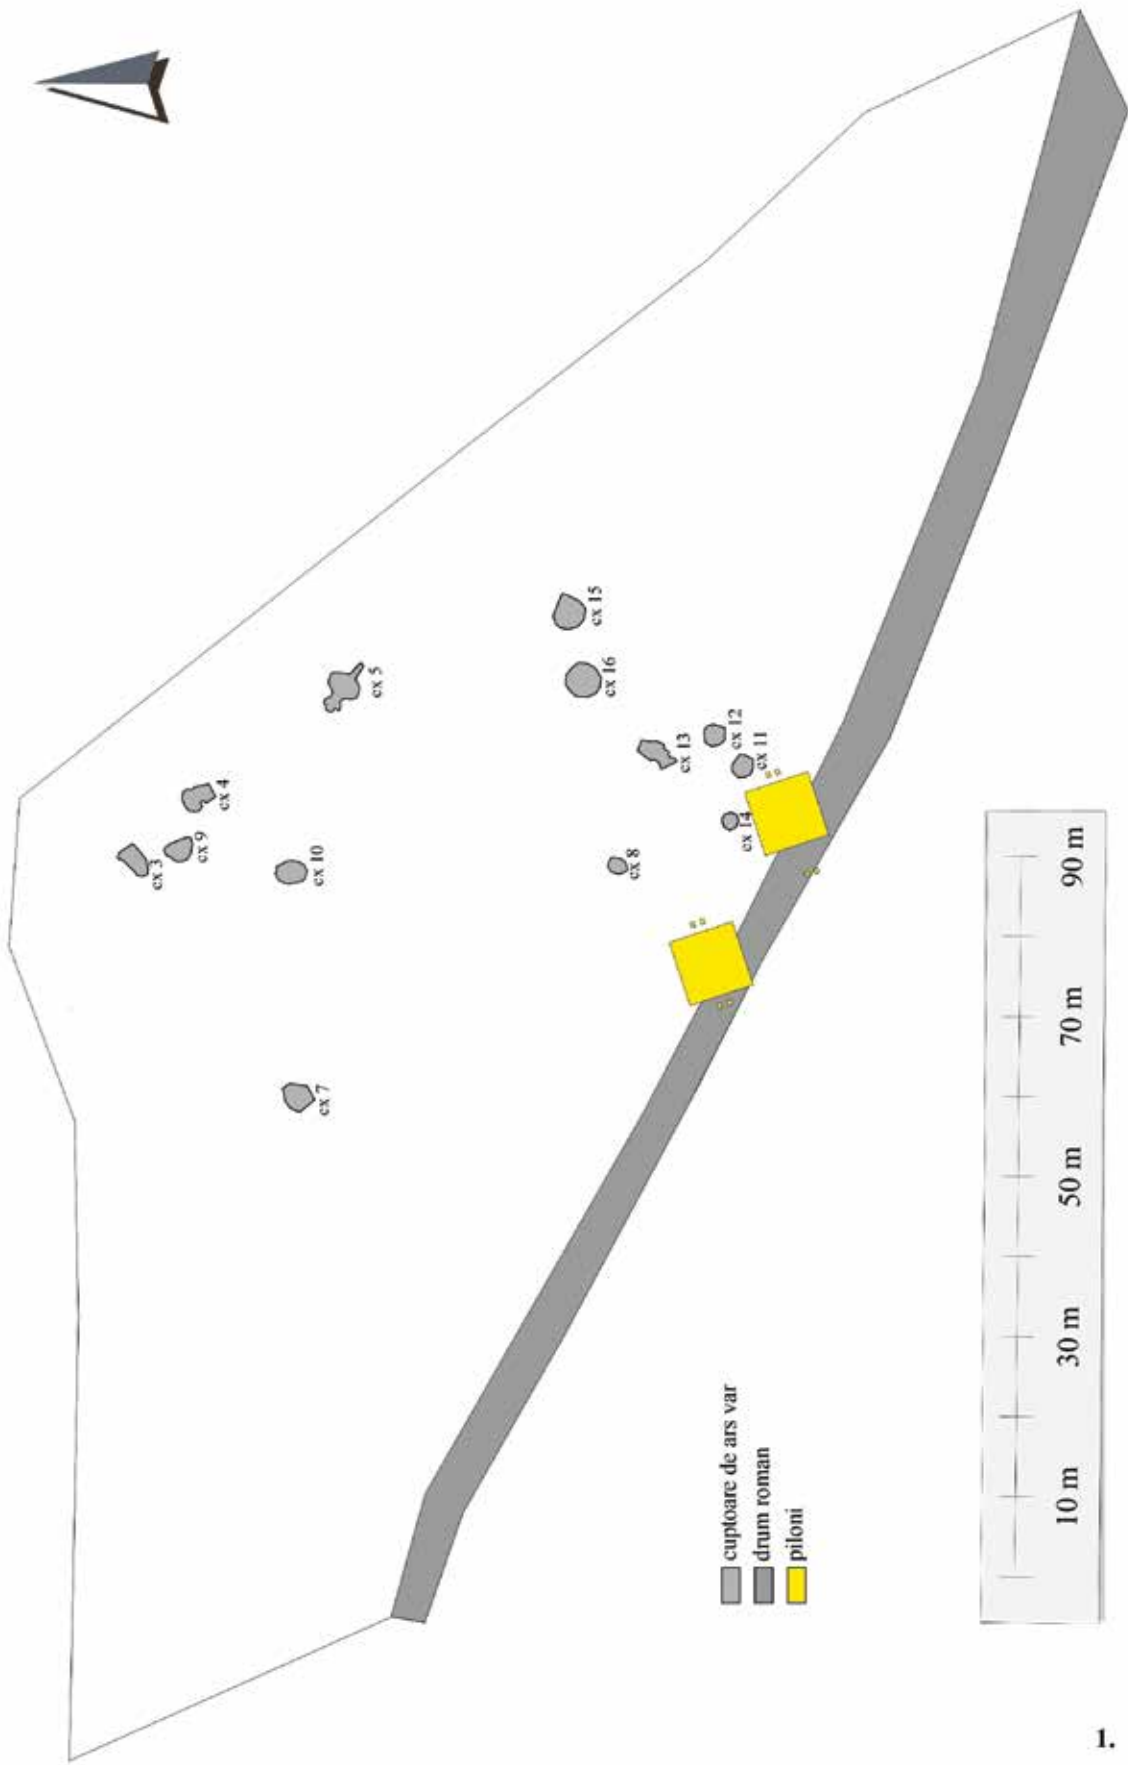 cx 3
cx 9
cx 4
cx 10
cx 5
cx 7
cx 15
cx 16
cx 13
cx 12
cx 11
cx 14
cx 8
cuptoare de ars var
drum roman
piloni
10 m
30 m
50 m
70 m
90 m
1.